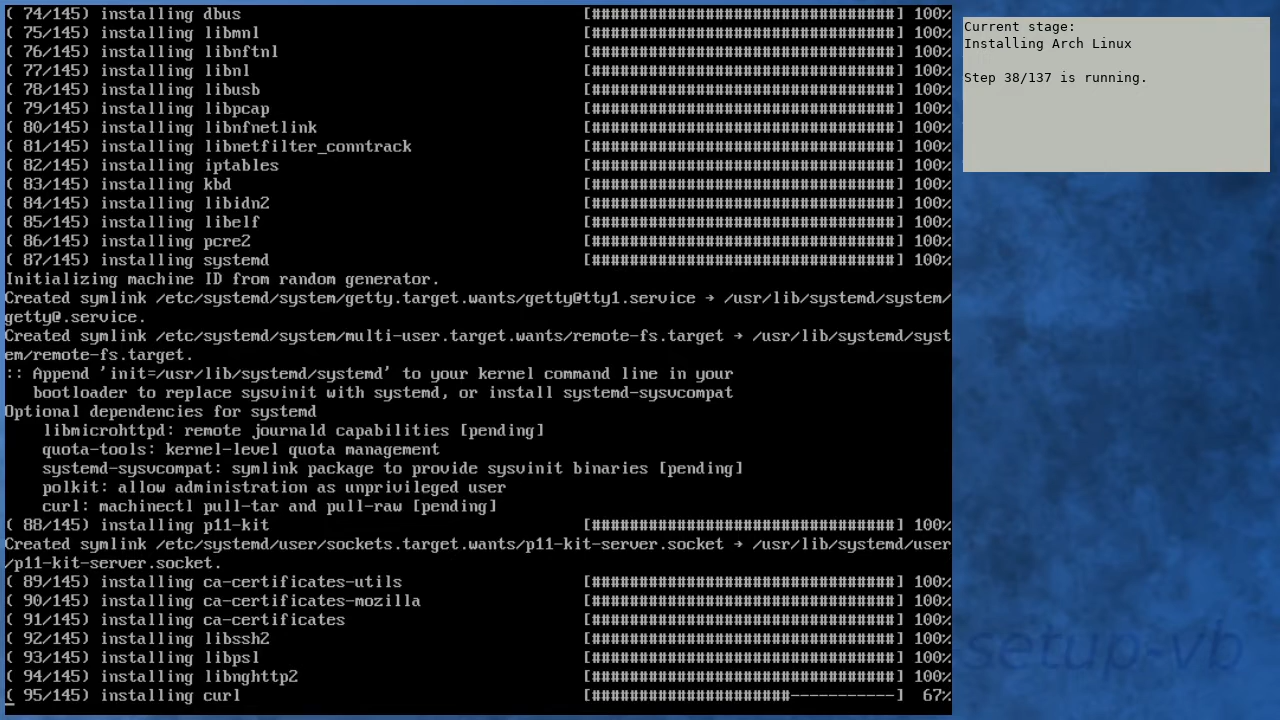 ( 74/145) installing dbus [################################] 100%
( 75/145) installing libmnl [################################] 100%
( 76/145) installing libnftnl [################################] 100%
( 77/145) installing libnl [################################] 100%
( 78/145) installing libusb [################################] 100%
( 79/145) installing libpcap [################################] 100%
( 80/145) installing libnfnetlink [################################] 100%
( 81/145) installing libnetfilter_conntrack [################################] 100%
( 82/145) installing iptables [################################] 100%
( 83/145) installing kbd [################################] 100%
( 84/145) installing libidn2 [################################] 100%
( 85/145) installing libelf [################################] 100%
( 86/145) installing pcre2 [################################] 100%
( 87/145) installing systemd [################################] 100%
Initializing machine ID from random generator.
Created symlink /etc/systemd/system/getty.target.wants/getty@tty1.service → /usr/lib/systemd/system/
getty@.service.
Created symlink /etc/systemd/system/multi-user.target.wants/remote-fs.target → /usr/lib/systemd/syst
em/remote-fs.target.
:: Append 'init=/usr/lib/systemd/systemd' to your kernel command line in your
bootloader to replace sysvinit with systemd, or install systemd-sysvcompat
Optional dependencies for systemd
libmicrohttpd: remote journald capabilities [pending]
quota-tools: kernel-level quota management
systemd-sysvcompat: symlink package to provide sysvinit binaries [pending]
polkit: allow administration as unprivileged user
curl: machinectl pull-tar and pull-raw [pending]
( 88/145) installing p11-kit [################################] 100%
Created symlink /etc/systemd/user/sockets.target.wants/p11-kit-server.socket → /usr/lib/systemd/user
/p11-kit-server.socket.
( 89/145) installing ca-certificates-utils [################################] 100%
( 90/145) installing ca-certificates-mozilla [################################] 100%
( 91/145) installing ca-certificates [################################] 100%
( 92/145) installing libssh2 [################################] 100%
( 93/145) installing libpsl [################################] 100%
( 94/145) installing libnghttp2 [################################] 100%
( 95/145) installing curl [#####################-----------] 67%
Current stage:
Installing Arch Linux
Step 38/137 is running.
setup-vb